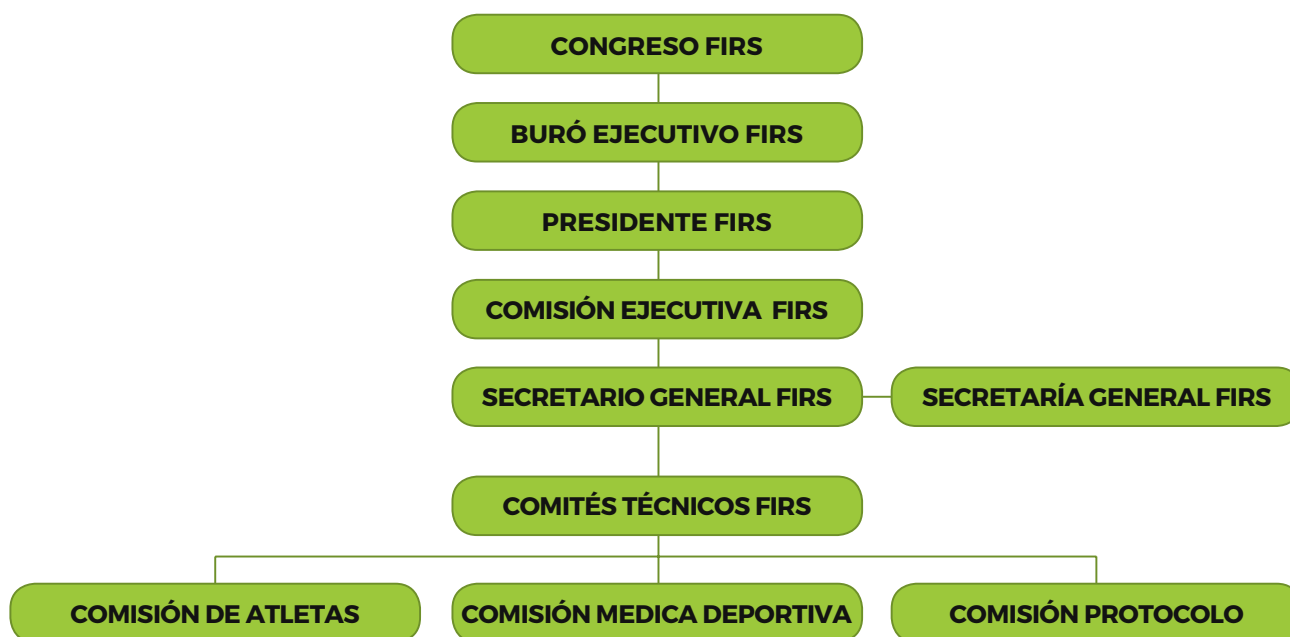 CONGRESO FIRS
BURÓ EJECUTIVO FIRS
PRESIDENTE FIRS
COMISIÓN EJECUTIVA FIRS
SECRETARIO GENERAL FIRS
SECRETARÍA GENERAL FIRS
COMITÉS TÉCNICOS FIRS
COMISIÓN DE ATLETAS
COMISIÓN MEDICA DEPORTIVA
COMISIÓN PROTOCOLO